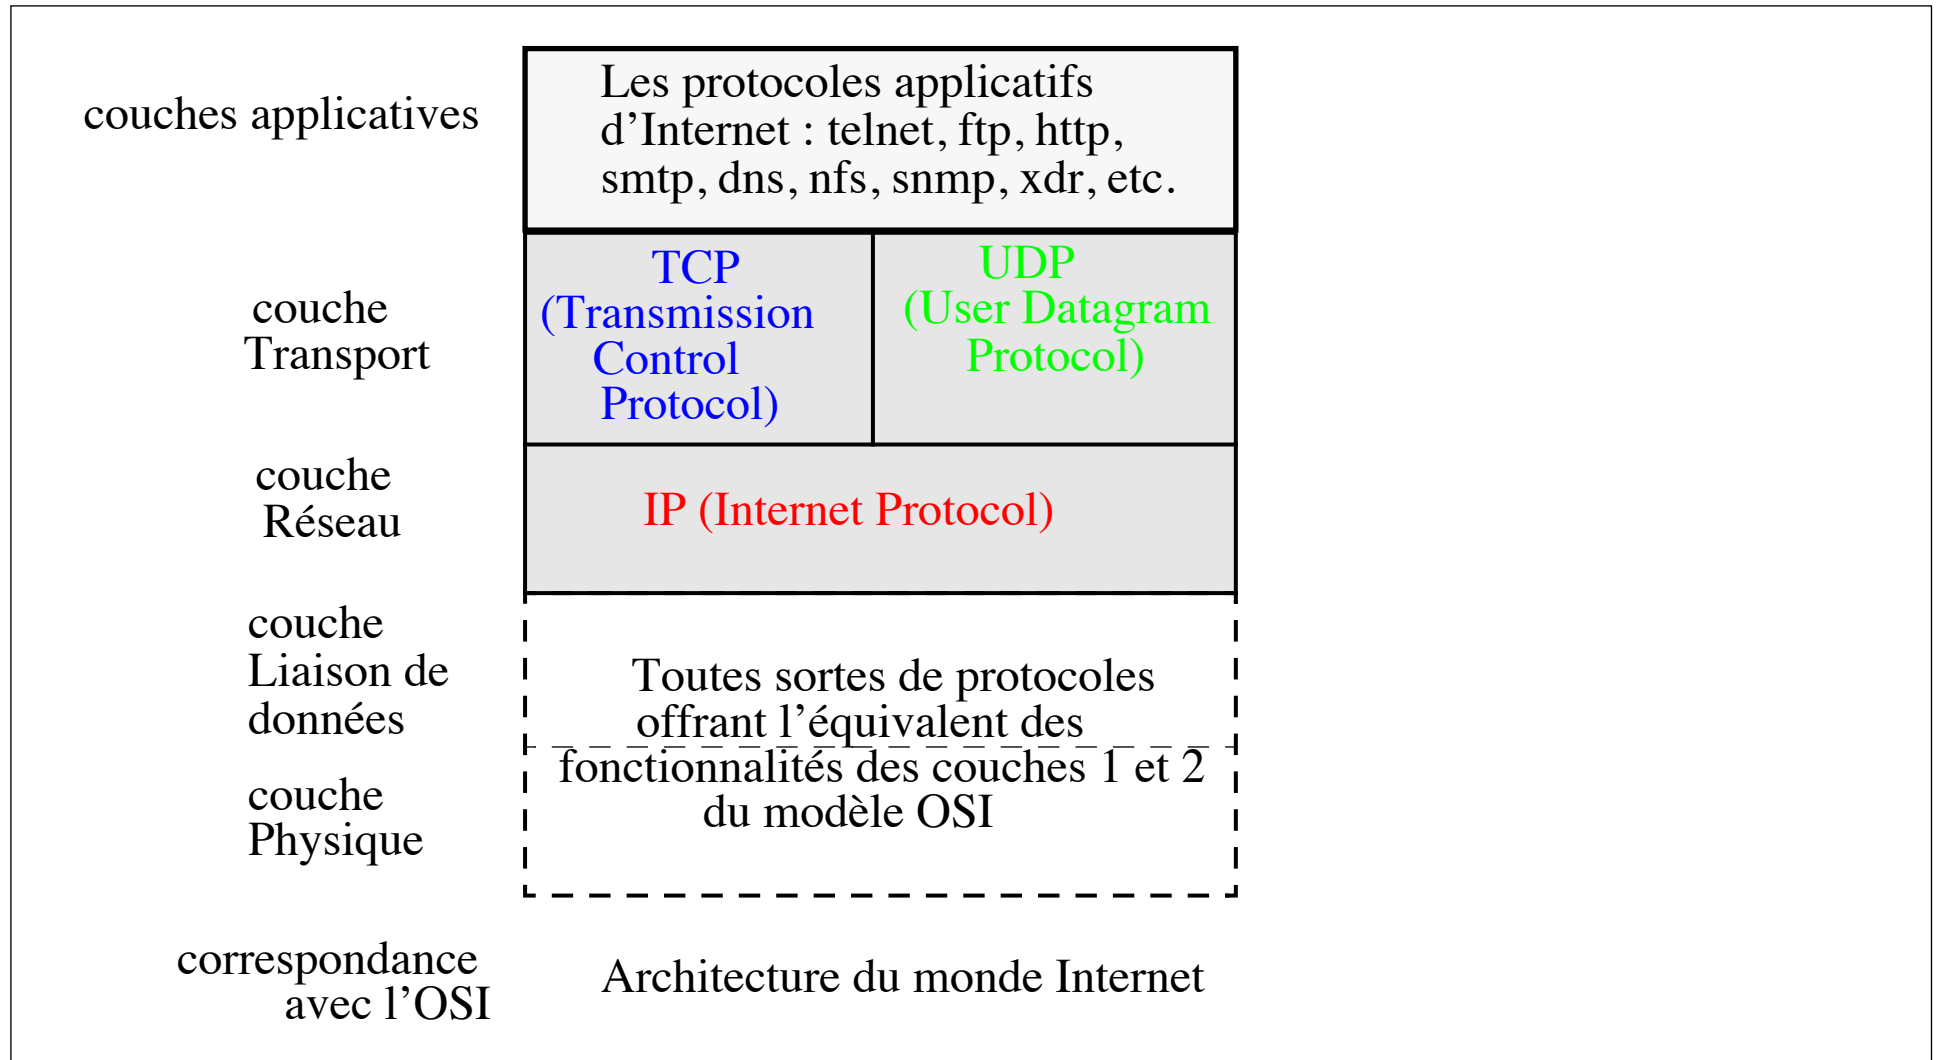 couches applicatives
Les protocoles applicatifs
d’Internet : telnet, ftp, http,
smtp, dns, nfs, snmp, xdr, etc.
couche
Transport
TCP
(Transmission
Control
Protocol)
UDP
(User Datagram
Protocol)
couche
Réseau
IP (Internet Protocol)
couche
Liaison de
données
couche
Physique
Toutes sortes de protocoles
offrant l’équivalent des
fonctionnalités des couches 1 et 2
du modèle OSI
correspondance
avec l’OSI
Architecture du monde Internet